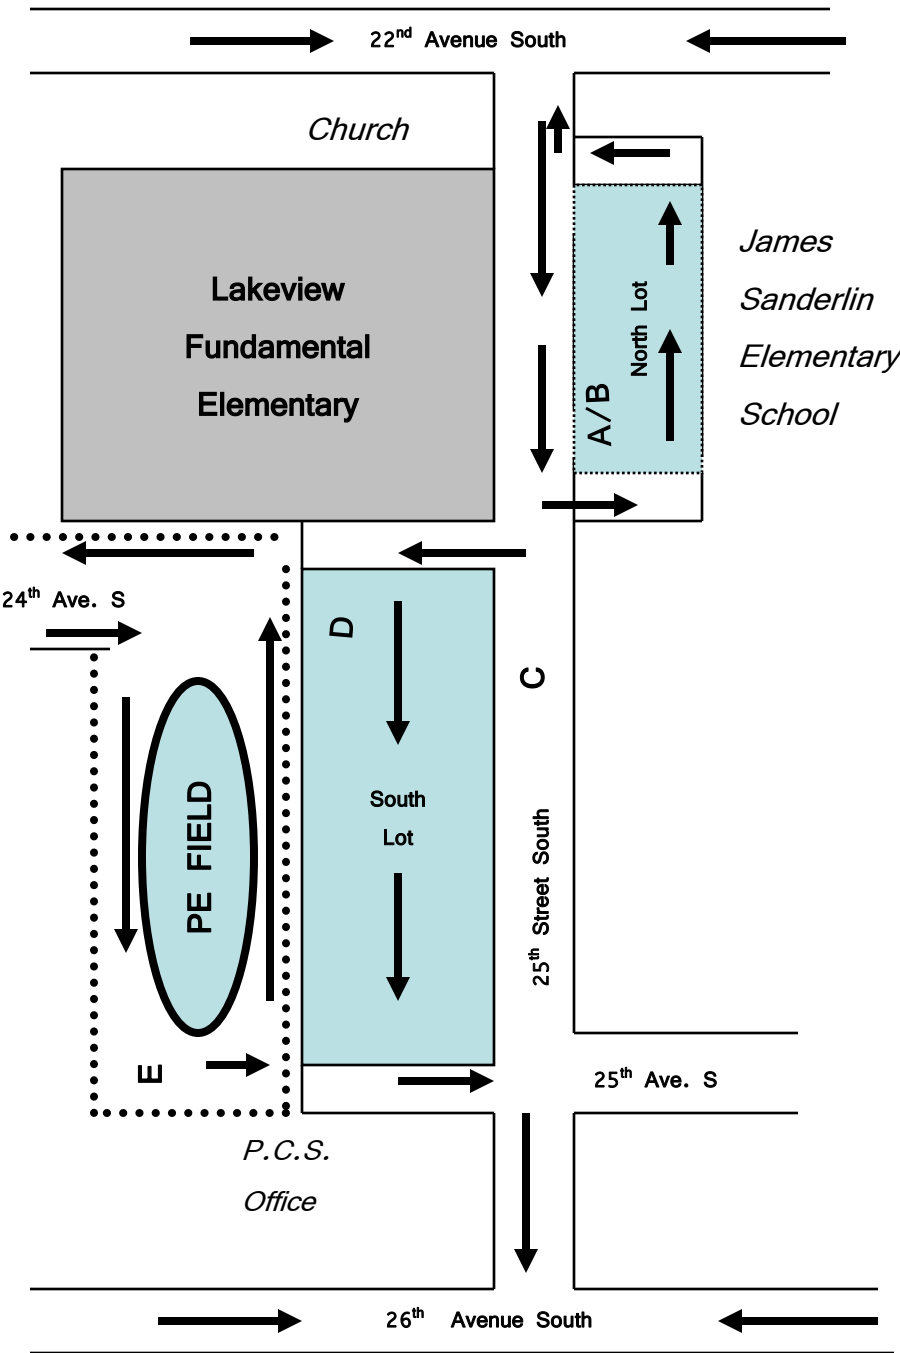 22nd Avenue South
Church
Lakeview
Fundamental
Elementary
North Lot
A/B
James
Sanderlin
Elementary
School
24th Ave. S
D
C
South
Lot
PE FIELD
25th Street South
E
25th Ave. S
P.C.S.
Office
26th Avenue South